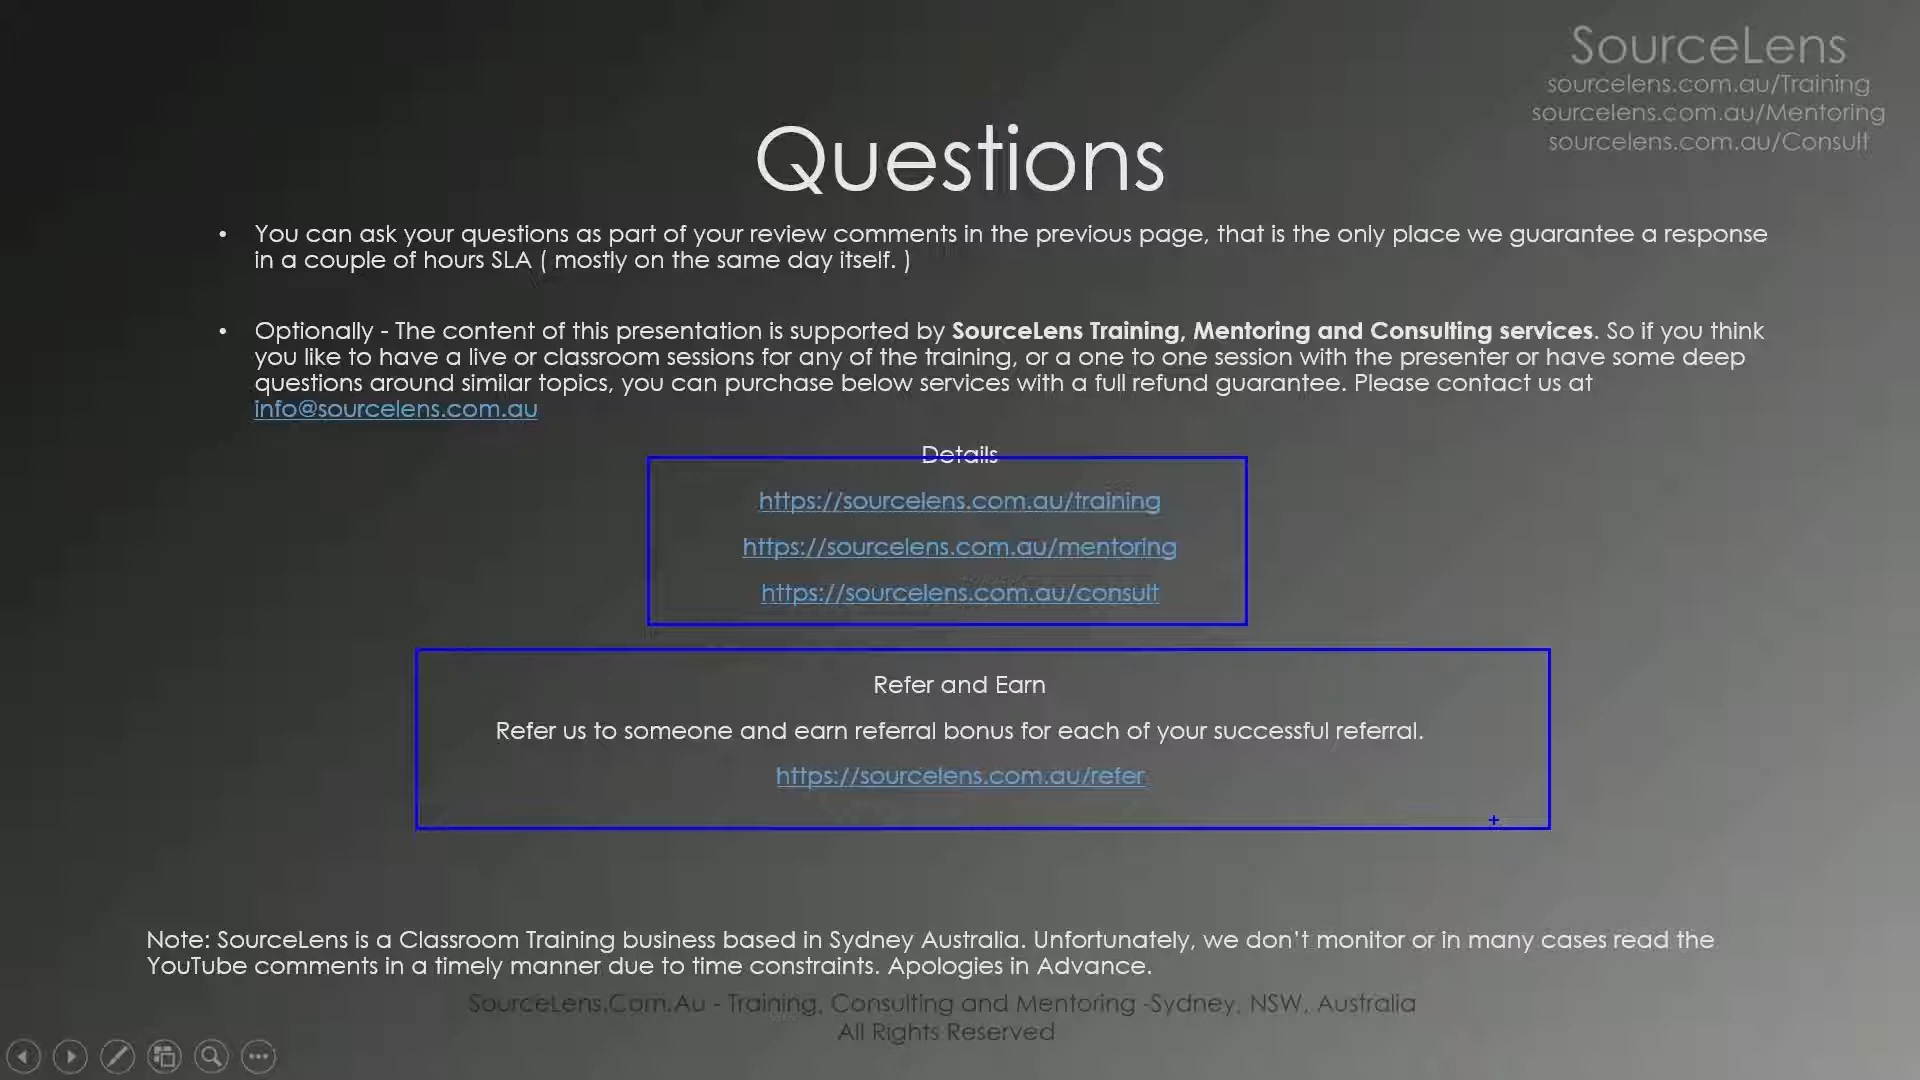 SourceLens
sourcelens.com.au/Training
sourcelens.com.au/Mentoring
sourcelens.com.au/Consult
Questions
• You can ask your questions as part of your review comments in the previous page, that is the only place we guarantee a response
in a couple of hours SLA ( mostly on the same day itself. )
• Optionally - The content of this presentation is supported by SourceLens Training, Mentoring and Consulting services. So if you think
you like to have a live or classroom sessions for any of the training, or a one to one session with the presenter or have some deep
questions around similar topics, you can purchase below services with a full refund guarantee. Please contact us at
info@sourcelens.com.au
Details
https://sourcelens.com.au/training
https://sourcelens.com.au/mentoring
https://sourcelens.com.au/consult
Refer and Earn
Refer us to someone and earn referral bonus for each of your successful referral.
https://sourcelens.com.au/refer
Note: SourceLens is a Classroom Training business based in Sydney Australia. Unfortunately, we don't monitor or in many cases read the
YouTube comments in a timely manner due to time constraints. Apologies in Advance.
SourceLens.Com.Au - Training, Consulting and Mentoring -Sydney, NSW, Australia
All Rights Reserved